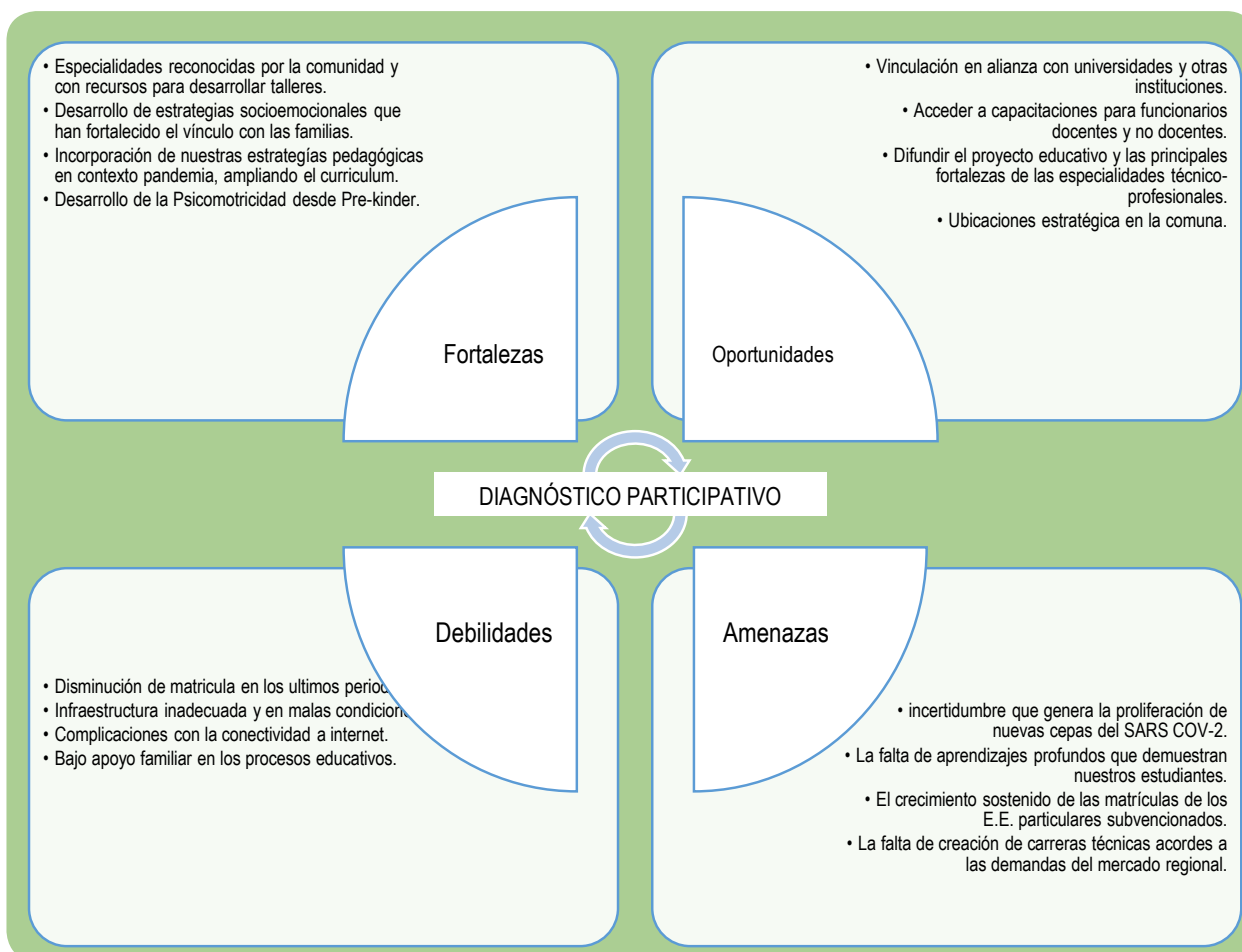 • Especialidades reconocidas por la comunidad y
con recursos para desarrollar talleres.
• Desarrollo de estrategias socioemocionales que
han fortalecido el vínculo con las familias.
• Incorporación de nuestras estrategías pedagógicas
en contexto pandemia, ampliando el curriculum.
• Desarrollo de la Psicomotricidad desde Pre-kinder.
Fortalezas
• Vinculación en alianza con universidades y otras
instituciones.
• Acceder a capacitaciones para funcionarios
docentes y no docentes.
• Difundir el proyecto educativo y las principales
fortalezas de las especialidades técnico-
profesionales.
• Ubicaciones estratégica en la comuna.
Oportunidades
DIAGNÓSTICO PARTICIPATIVO
Debilidades
• Disminución de matricula en los ultimos
• Infraestructura inadecuada y en malas
• Complicaciones con la conectividad a internet.
• Bajo apoyo familiar en los procesos educativos.
Amenazas
• incertidumbre que genera la proliferación de
nuevas cepas del SARS COV-2.
• La falta de aprendizajes profundos que demuestran
nuestros estudiantes.
• El crecimiento sostenido de las matrículas de los
E.E. particulares subvencionados.
• La falta de creación de carreras técnicas acordes a
las demandas del mercado regional.